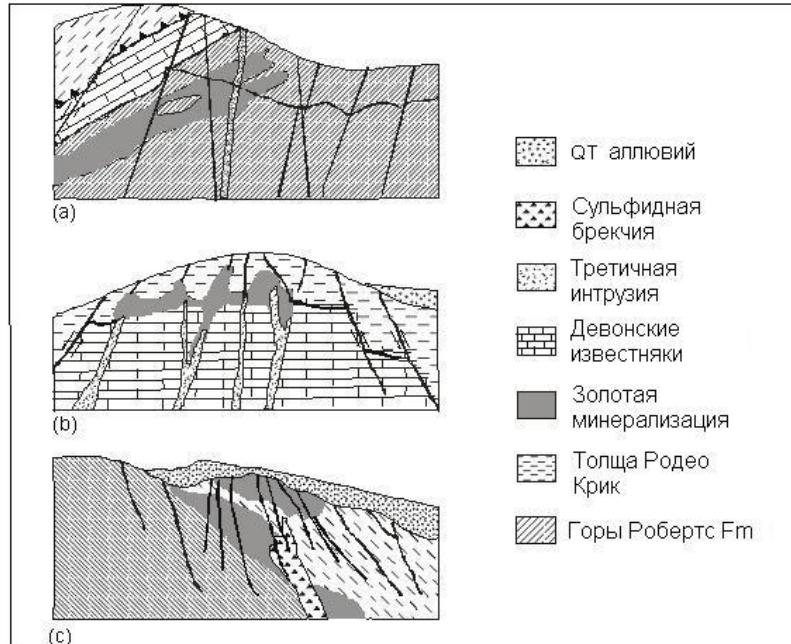 (a)
(b)
(c)
QT аллювий
Сульфидная
брекчия
Третичная
интрузия
Девонские
известняки
Золотая
минерализация
Толща Родео
Крик
Горы Робертс Fm